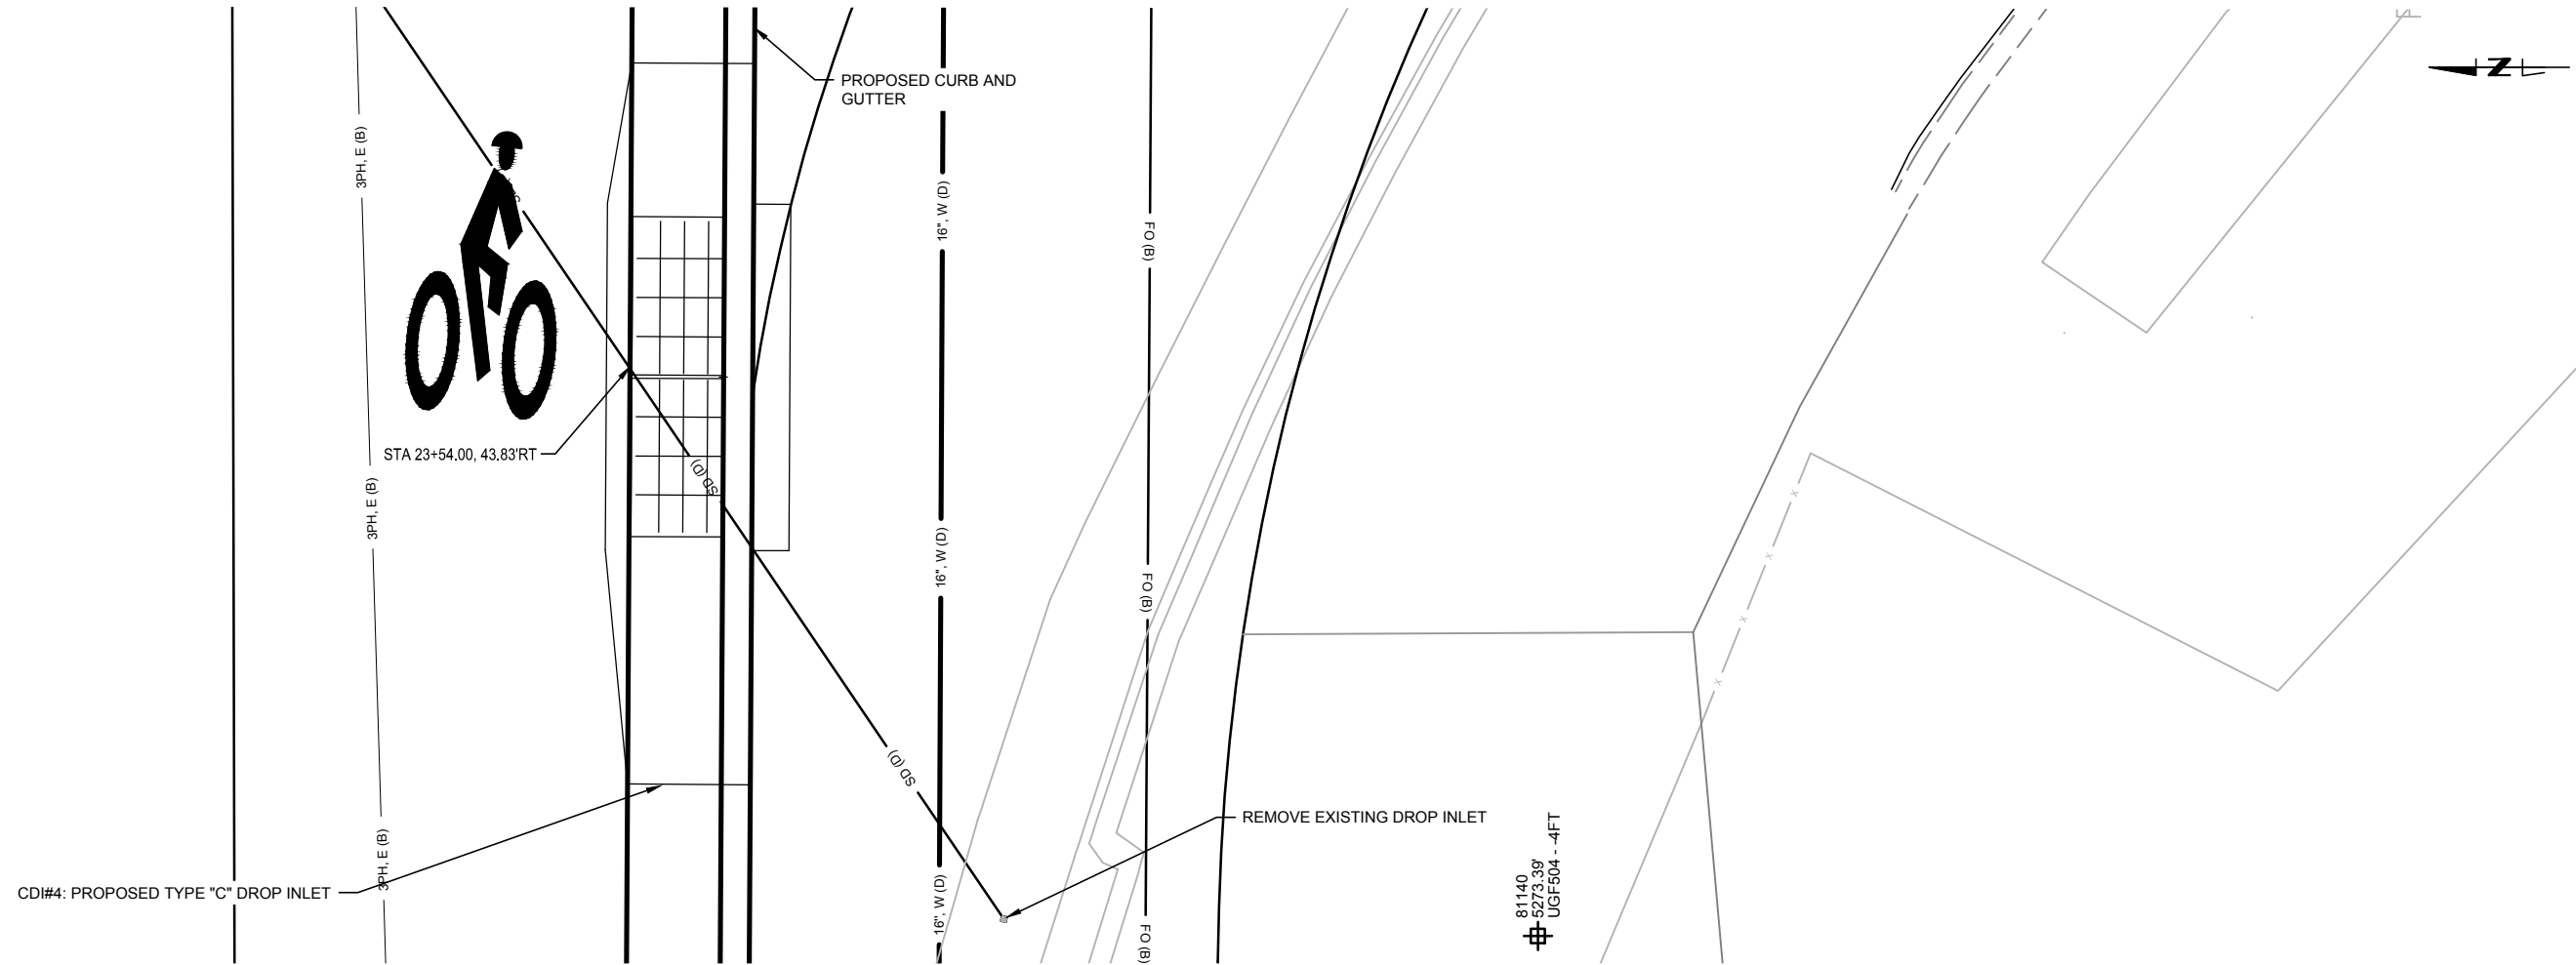 PROPOSED CURB AND
GUTTER
N
3PH, E (B)
16", W (D)
FO (B)
STA 23+54.00, 43.83'RT
SD (D)
3PH, E (B)
16", W (D)
FO (B)
SD (D)
REMOVE EXISTING DROP INLET
3PH, E (B)
CDI#4: PROPOSED TYPE "C" DROP INLET
16", W (D)
FO (B)
81140
5273.39'
UGF504 - -4FT